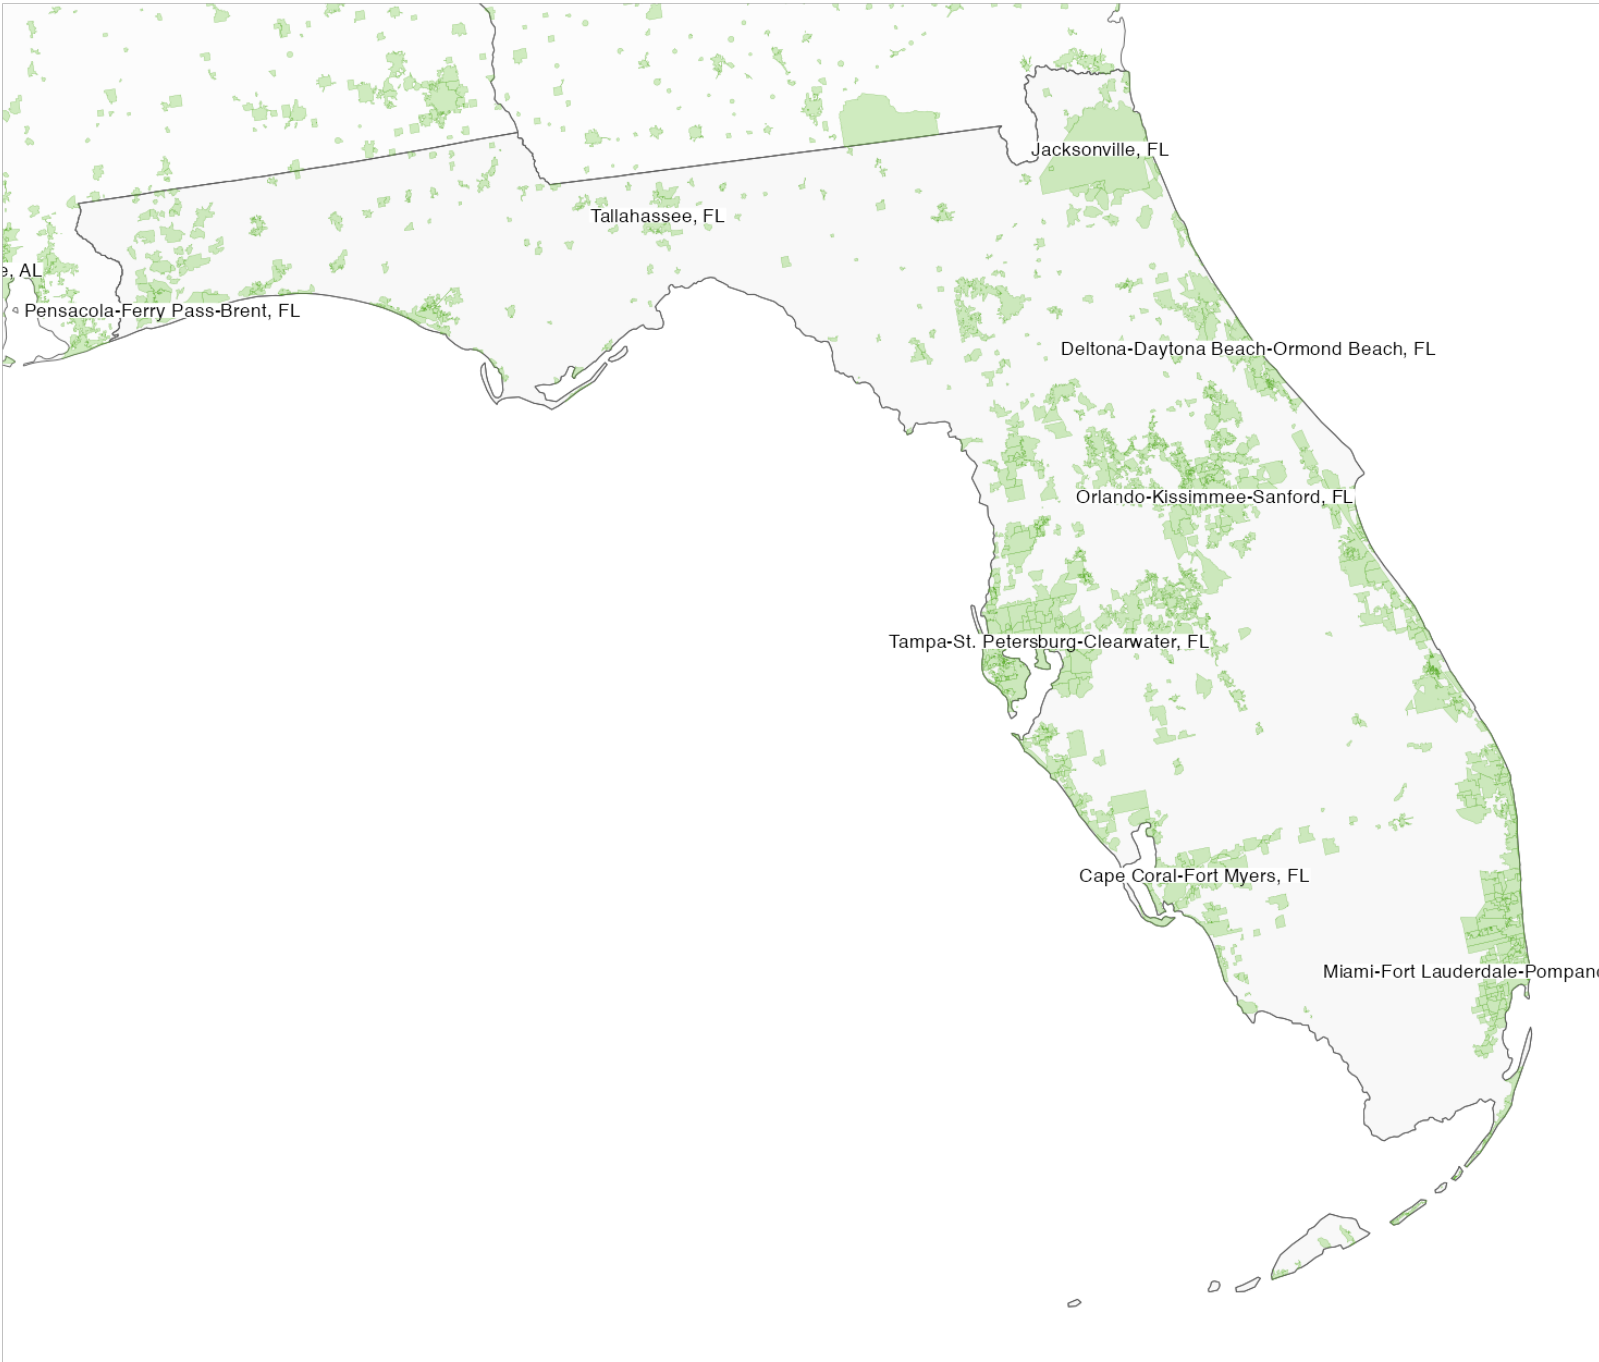 Jacksonville, FL
Tallahassee, FL
e, AL
Pensacola-Ferry Pass-Brent, FL
Deltona-Daytona Beach-Ormond Beach, FL
Orlando-Kissimmee-Sanford, FL
Tampa-St. Petersburg-Clearwater, FL
Cape Coral-Fort Myers, FL
Miami-Fort Lauderdale-Pompano